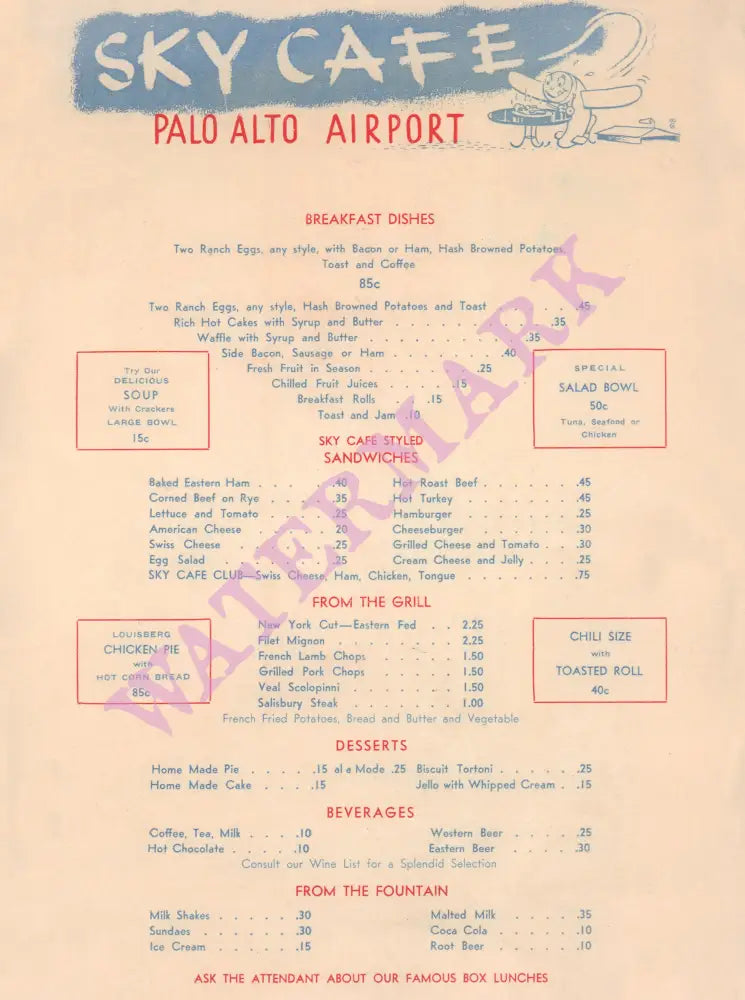 SKY CAFE
PALO ALTO AIRPORT
BREAKFAST DISHES
Two Ranch Eggs, any style, with Bacon or Ham, Hash Browned Potatoes,
Toast and Coffee
85c
Two Ranch Eggs, any style, Hash Browned Potatoes and Toast . . . .45
Rich Hot Cakes with Syrup and Butter . . . . . . . . .35
Waffle with Syrup and Butter . . . . . . . . .35
Side Bacon, Sausage or Ham . . . . . . .40
Fresh Fruit in Season . . . . . . .25
Chilled Fruit Juices . . . .15
Breakfast Rolls . . .15
Toast and Jam .10
Try Our
DELICIOUS
SOUP
With Crackers
LARGE BOWL
15c
SPECIAL
SALAD BOWL
50c
Tuna, Seafood or
Chicken
SKY CAFE STYLED
SANDWICHES
Baked Eastern Ham . . . . .40 Hot Roast Beef . . . . . . .45
Corned Beef on Rye . . . . .35 Hot Turkey . . . . . . .45
Lettuce and Tomato . . . . .25 Hamburger . . . . . . .25
American Cheese . . . . . 20 Cheeseburger . . . . . . .30
Swiss Cheese . . . . . .25 Grilled Cheese and Tomato . . .30
Egg Salad . . . . . . .25 Cream Cheese and Jelly . . . .25
SKY CAFE CLUB—Swiss Cheese, Ham, Chicken, Tongue . . . . . . . .75
FROM THE GRILL
New York Cut—Eastern Fed . . 2.25
Filet Mignon . . . . . . . . 2.25
French Lamb Chops . . . . . 1.50
Grilled Pork Chops . . . . . 1.50
Veal Scolopinni . . . . . . . 1.50
Salisbury Steak . . . . . . . 1.00
French Fried Potatoes, Bread and Butter and Vegetable
LOUISBERG
CHICKEN PIE
with
HOT CORN BREAD
85c
CHILI SIZE
with
TOASTED ROLL
40c
DESSERTS
Home Made Pie . . . . .15 al a Mode .25 Biscuit Tortoni . . . . . .25
Home Made Cake . . . .15 Jello with Whipped Cream . .15
BEVERAGES
Coffee, Tea, Milk . . . .10 Western Beer . . . . .25
Hot Chocolate . . . . .10 Eastern Beer . . . . .30
Consult our Wine List for a Splendid Selection
FROM THE FOUNTAIN
Milk Shakes . . . . . .30 Malted Milk . . . . .35
Sundaes . . . . . .30 Coca Cola . . . . .10
Ice Cream . . . . . .15 Root Beer . . . . .10
ASK THE ATTENDANT ABOUT OUR FAMOUS BOX LUNCHES
WATERMARK